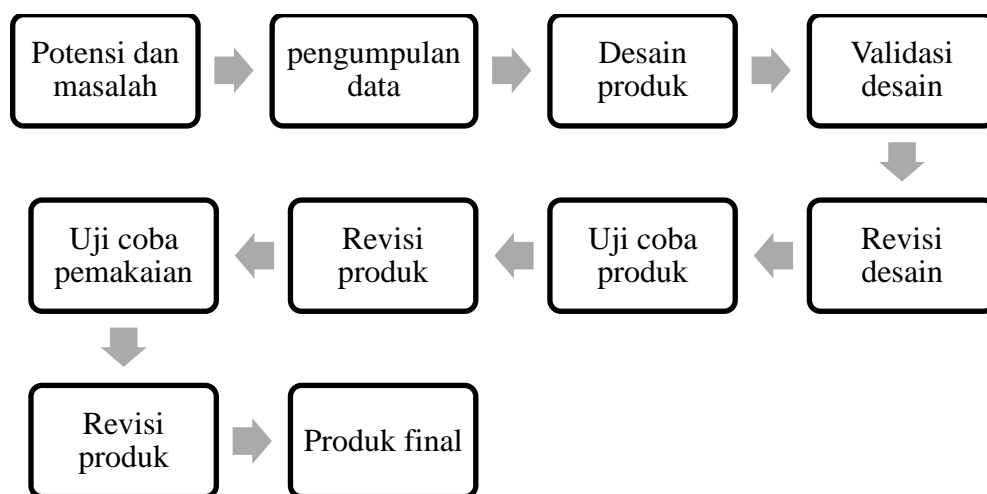 Potensi dan
masalah
pengumpulan
data
Desain
produk
Validasi
desain
Revisi
desain
Uji coba
produk
Revisi
produk
Uji coba
pemakaian
Revisi
produk
Produk final